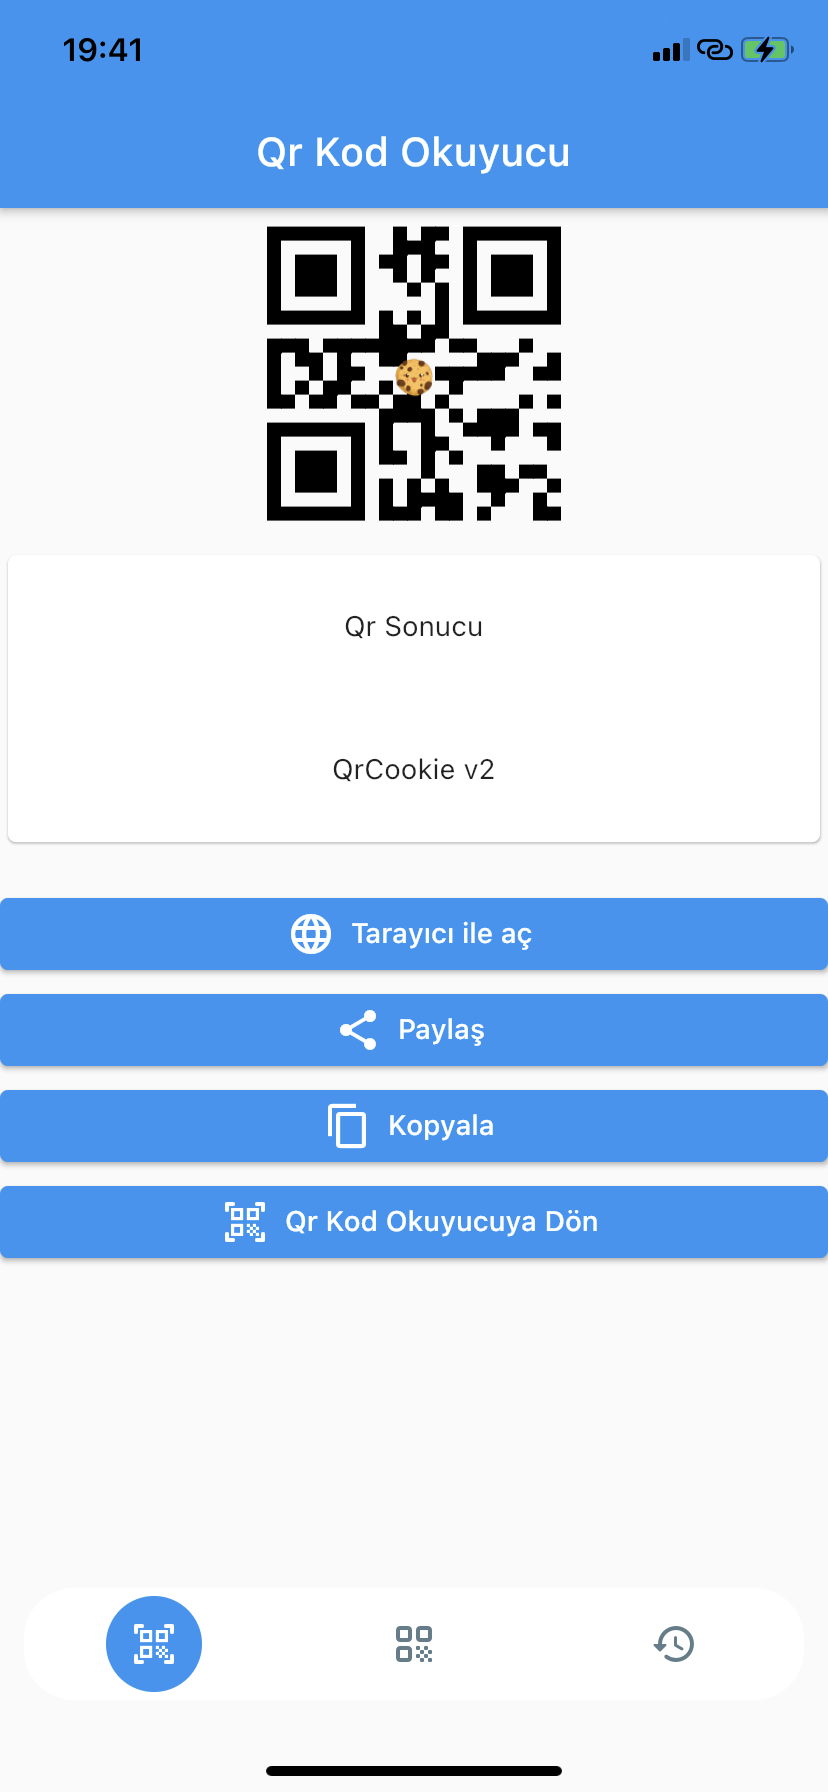 19:41
Qr Kod Okuyucu
Qr Sonucu
QrCookie v2
Tarayıcı ile aç
Paylaş
Kopyala
Qr Kod Okuyucuya Dön